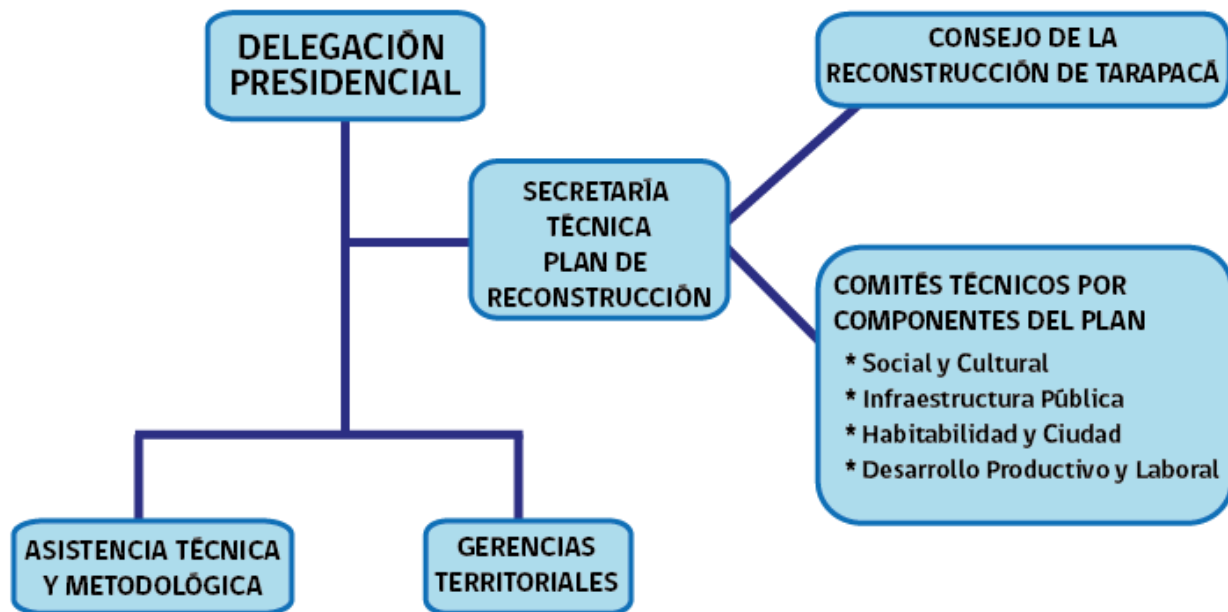 DELEGACIÓN
PRESIDENCIAL
CONSEJO DE LA
RECONSTRUCCIÓN DE TARAPACÁ
SECRETARÍA
TÉCNICA
PLAN DE
RECONSTRUCCIÓN
COMITÉS TÉCNICOS POR
COMPONENTES DEL PLAN
* Social y Cultural
* Infraestructura Pública
* Habitabilidad y Ciudad
* Desarrollo Productivo y Laboral
ASISTENCIA TÉCNICA
Y METODOLÓGICA
GERENCIAS
TERRITORIALES